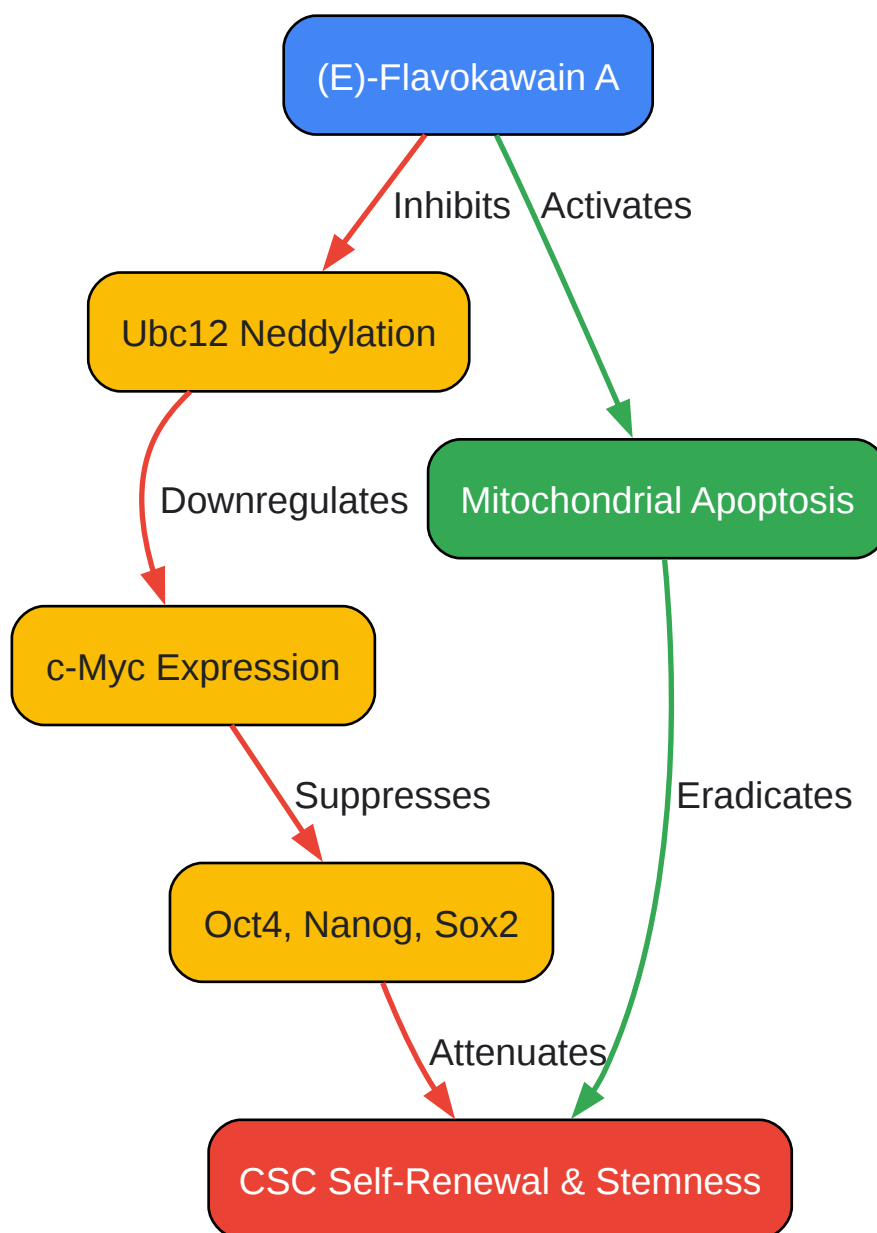 (E)-Flavokawain A
Inhibits
Activates
Ubc12 Neddylation
Downregulates
Mitochondrial Apoptosis
c-Myc Expression
Suppresses
Eradicates
Oct4, Nanog, Sox2
Attenuates
CSC Self-Renewal & Stemness